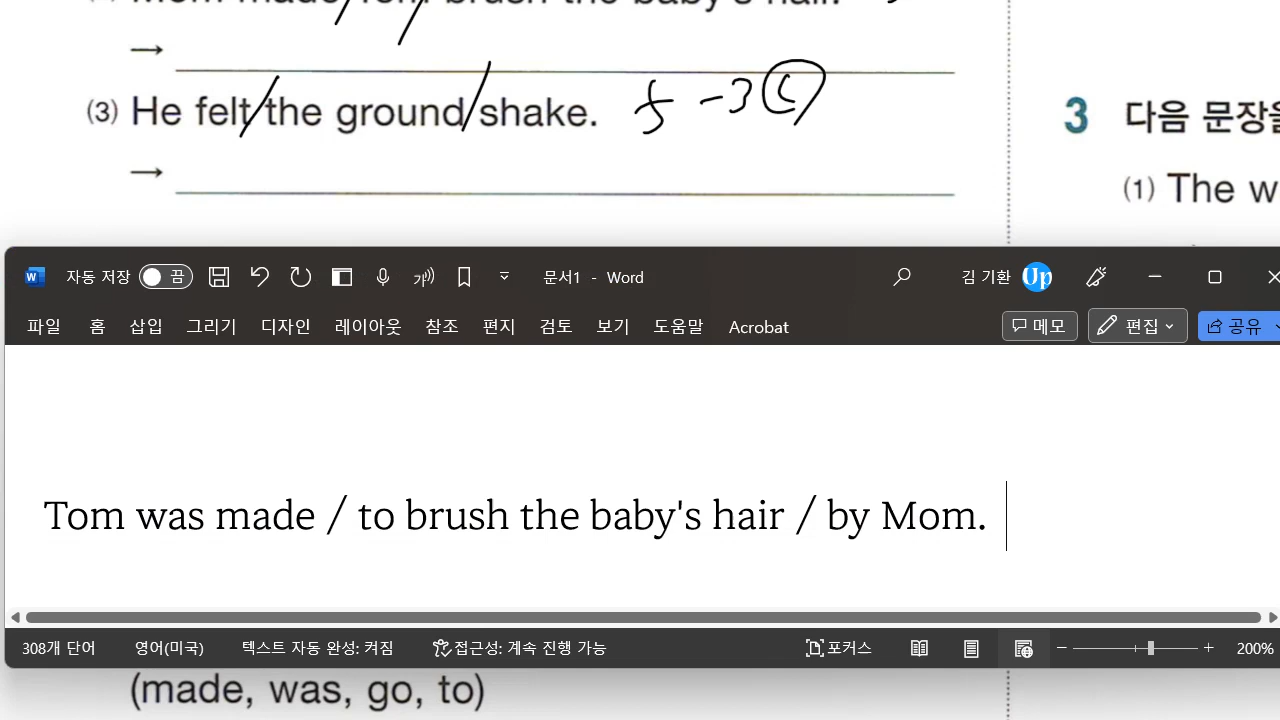 Mom made/Tom/brush the baby's hair.
→
(3) He felt/the ground/shake. 5-3
→
3 다음 문장을
(1) The w
자동 저장 끔 가 문서1 - Word 김 기환 Up
파일 홈 삽입 그리기 디자인 레이아웃 참조 편지 검토 보기 도움말 Acrobat 메모 편집 공유
Tom was made / to brush the baby's hair / by Mom.
308개 단어 영어(미국) 텍스트 자동 완성: 켜짐 접근성: 계속 진행 가능 포커스 - + 200%
(made, was, go, to)